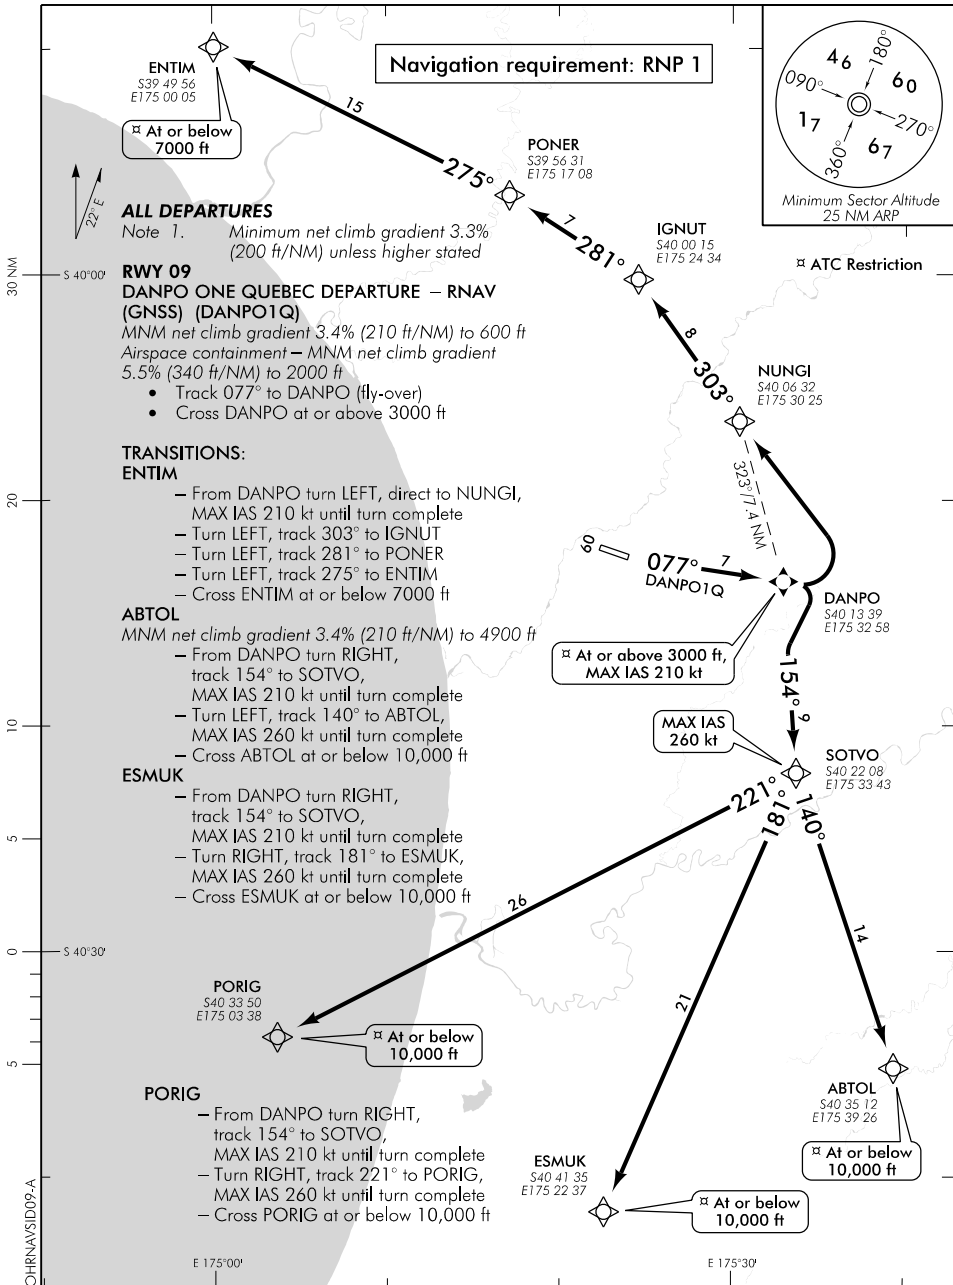 Navigation requirement: RNP 1
180°
46
60
090°
270°
17
67
360°
Minimum Sector Altitude
25 NM ARP
¤ ATC Restriction
ENTIM
S39 49 56
E175 00 05
¤ At or below
7000 ft
15
275°
PONER
S39 56 31
E175 17 08
7
281°
IGNUT
S40 00 15
E175 24 34
8
303°
NUNGI
S40 06 32
E175 30 25
22° E
30 NM
S 40°00'
ALL DEPARTURES
Note 1. Minimum net climb gradient 3.3%
(200 ft/NM) unless higher stated
RWY 09
DANPO ONE QUEBEC DEPARTURE – RNAV
(GNSS) (DANPO1Q)
MNM net climb gradient 3.4% (210 ft/NM) to 600 ft
Airspace containment – MNM net climb gradient
5.5% (340 ft/NM) to 2000 ft
• Track 077° to DANPO (fly-over)
• Cross DANPO at or above 3000 ft
TRANSITIONS:
ENTIM
– From DANPO turn LEFT, direct to NUNGI,
MAX IAS 210 kt until turn complete
– Turn LEFT, track 303° to IGNUT
– Turn LEFT, track 281° to PONER
– Turn LEFT, track 275° to ENTIM
– Cross ENTIM at or below 7000 ft
ABTOL
MNM net climb gradient 3.4% (210 ft/NM) to 4900 ft
– From DANPO turn RIGHT,
track 154° to SOTVO,
MAX IAS 210 kt until turn complete
– Turn LEFT, track 140° to ABTOL,
MAX IAS 260 kt until turn complete
– Cross ABTOL at or below 10,000 ft
ESMUK
– From DANPO turn RIGHT,
track 154° to SOTVO,
MAX IAS 210 kt until turn complete
– Turn RIGHT, track 181° to ESMUK,
MAX IAS 260 kt until turn complete
– Cross ESMUK at or below 10,000 ft
20
10
5
0
5
S 40°30'
323°/7.4 NM
09
077°
7
DANPO1Q
DANPO
S40 13 39
E175 32 58
¤ At or above 3000 ft,
MAX IAS 210 kt
154°
9
MAX IAS
260 kt
SOTVO
S40 22 08
E175 33 43
221°
181°
140°
26
21
14
PORIG
S40 33 50
E175 03 38
¤ At or below
10,000 ft
PORIG
– From DANPO turn RIGHT,
track 154° to SOTVO,
MAX IAS 210 kt until turn complete
– Turn RIGHT, track 221° to PORIG,
MAX IAS 260 kt until turn complete
– Cross PORIG at or below 10,000 ft
ABTOL
S40 35 12
E175 39 26
¤ At or below
10,000 ft
ESMUK
S40 41 35
E175 22 37
¤ At or below
10,000 ft
E 175°00'
E 175°30'
OHRNAVSID09-A